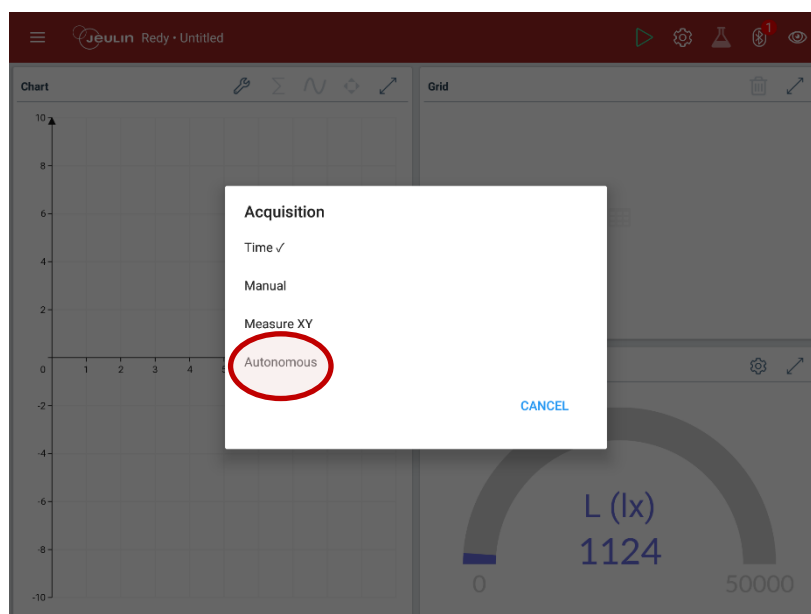 Jeulin Redy • Untitled
1
Chart
Grid
10
8
6
4
2
0 1 2 3 4 5
-2
-4
-6
-8
-10
Acquisition
Time ✓
Manual
Measure XY
Autonomous
CANCEL
L (lx)
1124
0 50000